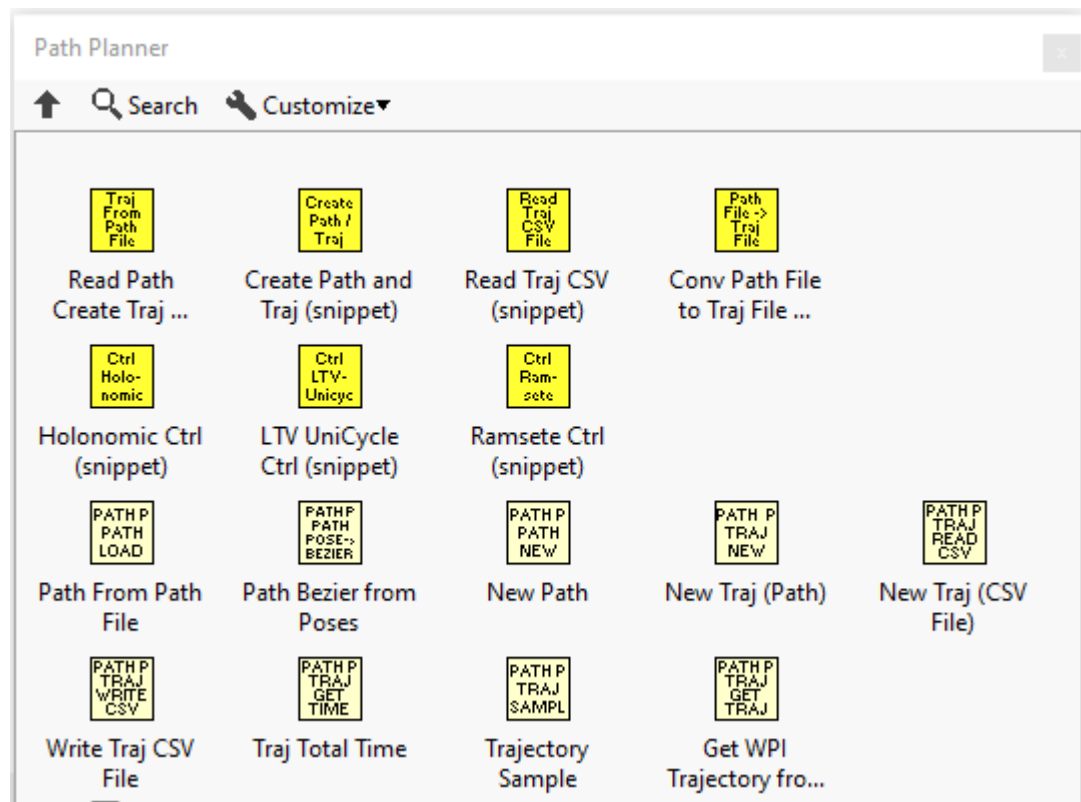 Path Planner
x
Search Customize
Traj
From
Path
File
Create
Path /
Traj
Read
Traj
CSV
File
Path
File ->
Traj
File
Read Path
Create Traj ...
Create Path and
Traj (snippet)
Read Traj CSV
(snippet)
Conv Path File
to Traj File ...
Ctrl
Holo-
nomic
Ctrl
LTV-
Unicyc
Ctrl
Ram-
sete
Holonomic Ctrl
(snippet)
LTV UniCycle
Ctrl (snippet)
Ramsete Ctrl
(snippet)
PATH P
PATH
LOAD
PATH P
PATH
POSE->
BEZIER
PATH P
PATH
NEW
PATH P
TRAJ
NEW
PATH P
TRAJ
READ
CSV
Path From Path
File
Path Bezier from
Poses
New Path
New Traj (Path)
New Traj (CSV
File)
PATH P
TRAJ
WRITE
CSV
PATH P
TRAJ
GET
TIME
PATH P
TRAJ
SAMPL
PATH P
TRAJ
GET
TRAJ
Write Traj CSV
File
Traj Total Time
Trajectory
Sample
Get WPI
Trajectory fro...